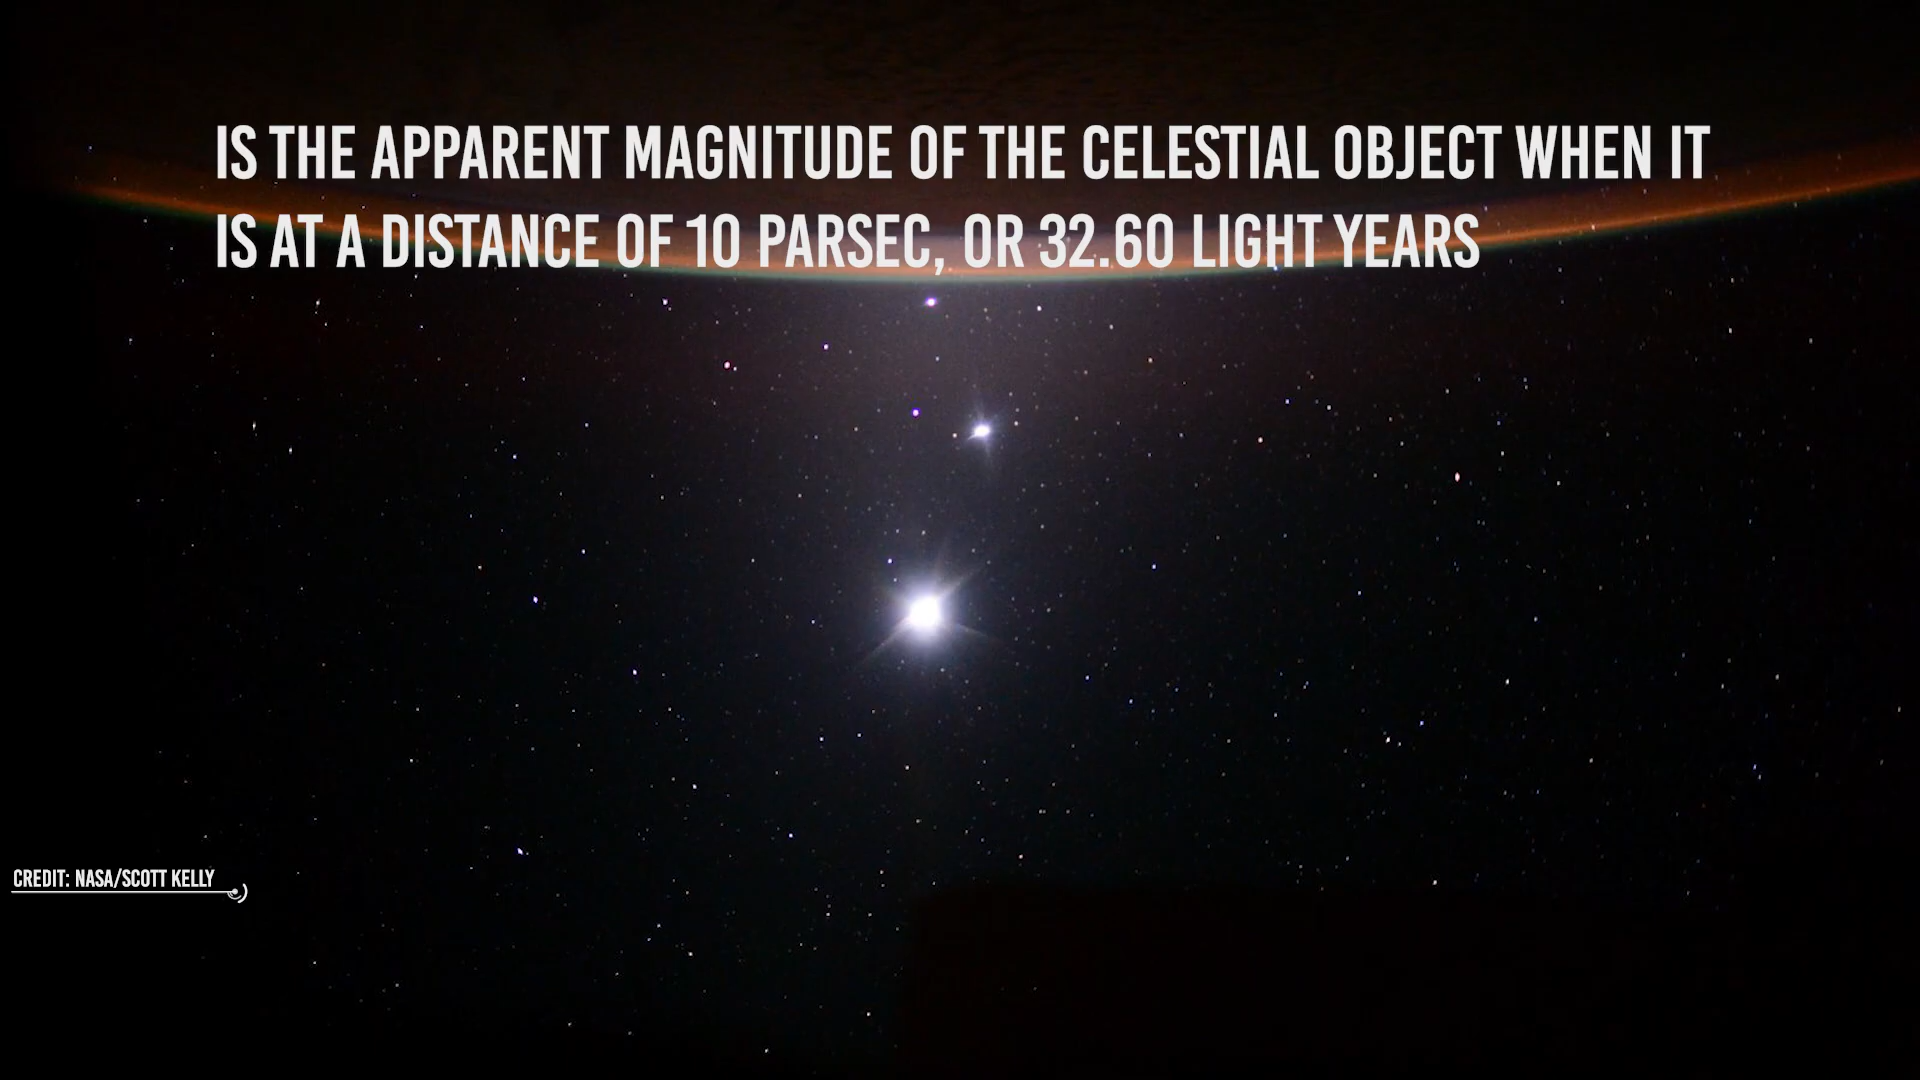 IS THE APPARENT MAGNITUDE OF THE CELESTIAL OBJECT WHEN IT
IS AT A DISTANCE OF 10 PARSEC, OR 32.60 LIGHT YEARS
CREDIT: NASA/SCOTT KELLY